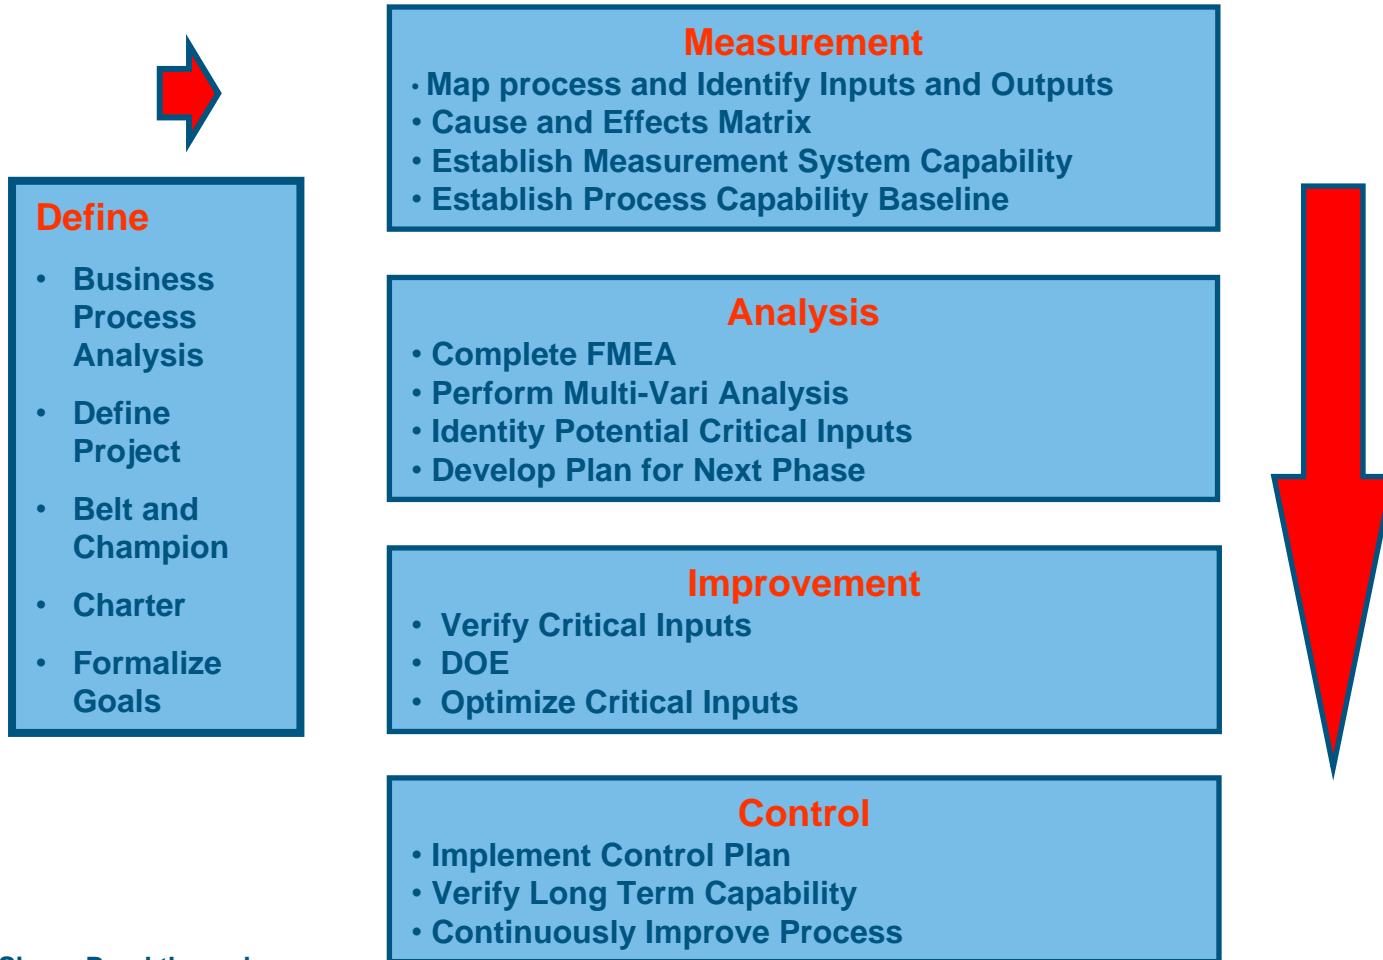 Measurement
• Map process and Identify Inputs and Outputs
• Cause and Effects Matrix
• Establish Measurement System Capability
• Establish Process Capability Baseline
Define
• Business
Process
Analysis
• Define
Project
• Belt and
Champion
• Charter
• Formalize
Goals
Analysis
• Complete FMEA
• Perform Multi-Vari Analysis
• Identity Potential Critical Inputs
• Develop Plan for Next Phase
Improvement
• Verify Critical Inputs
• DOE
• Optimize Critical Inputs
Control
• Implement Control Plan
• Verify Long Term Capability
• Continuously Improve Process